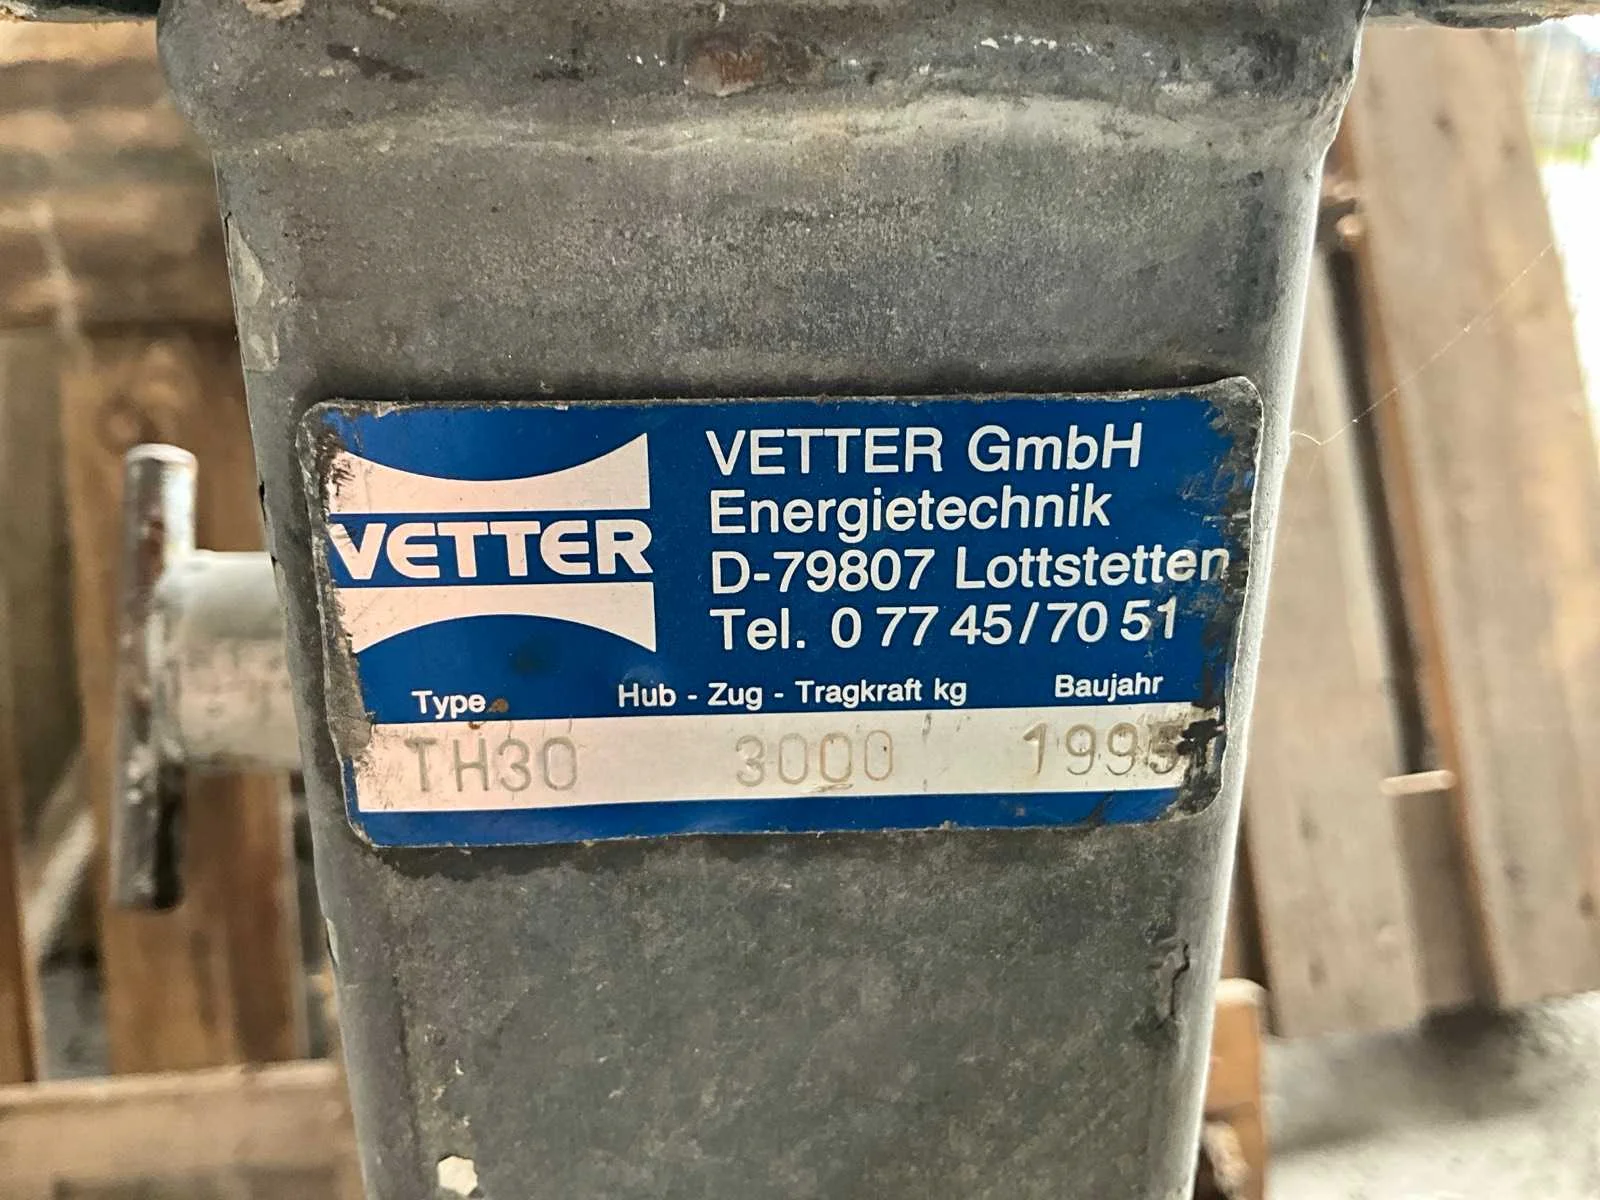 VETTER
VETTER GmbH
Energietechnik
D-79807 Lottstetten
Tel. 0 77 45/70 51
Type Hub - Zug - Tragkraft kg Baujahr
TH30 3000 1995